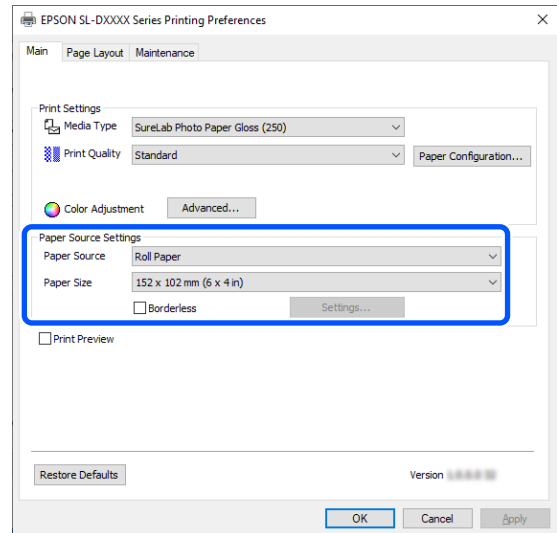 EPSON SL-DXXXX Series Printing Preferences
Main Page Layout Maintenance
Print Settings
Media Type SureLab Photo Paper Gloss (250)
Print Quality Standard Paper Configuration...
Color Adjustment Advanced...
Paper Source Settings
Paper Source Roll Paper
Paper Size 152 x 102 mm (6 x 4 in)
Borderless Settings...
Print Preview
Restore Defaults Version
OK Cancel Apply